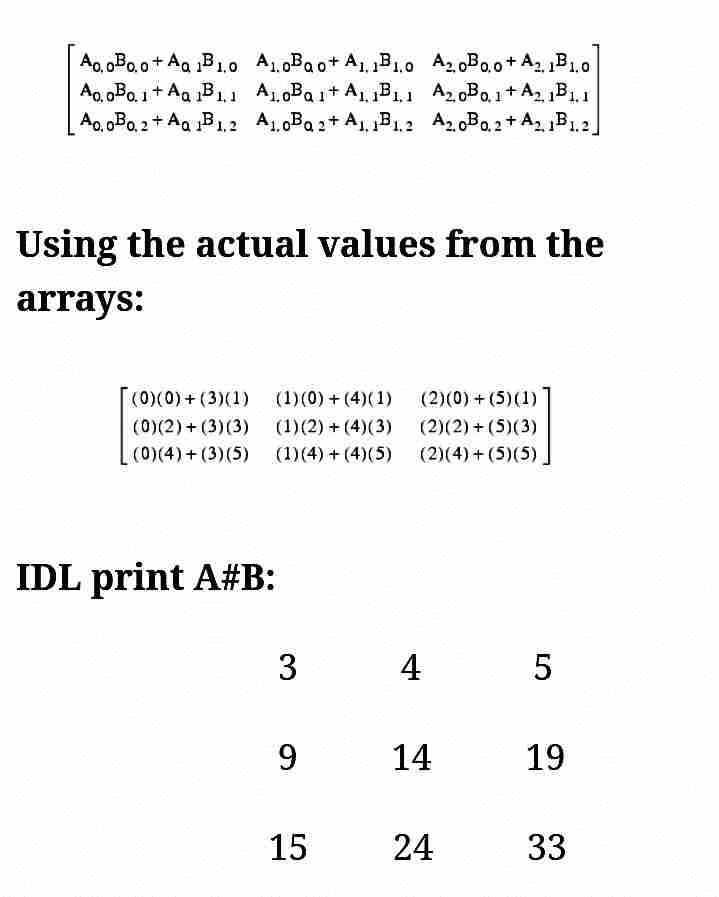 A0,0B0,0 + A0,1B1,0 A1,0B0,0 + A1,1B1,0 A2,0B0,0 + A2,1B1,0
A0,0B0,1 + A0,1B1,1 A1,0B0,1 + A1,1B1,1 A2,0B0,1 + A2,1B1,1
A0,0B0,2 + A0,1B1,2 A1,0B0,2 + A1,1B1,2 A2,0B0,2 + A2,1B1,2
Using the actual values from the
arrays:
(0)(0) + (3)(1) (1)(0) + (4)(1) (2)(0) + (5)(1)
(0)(2) + (3)(3) (1)(2) + (4)(3) (2)(2) + (5)(3)
(0)(4) + (3)(5) (1)(4) + (4)(5) (2)(4) + (5)(5)
IDL print A#B:
3 4 5
9 14 19
15 24 33